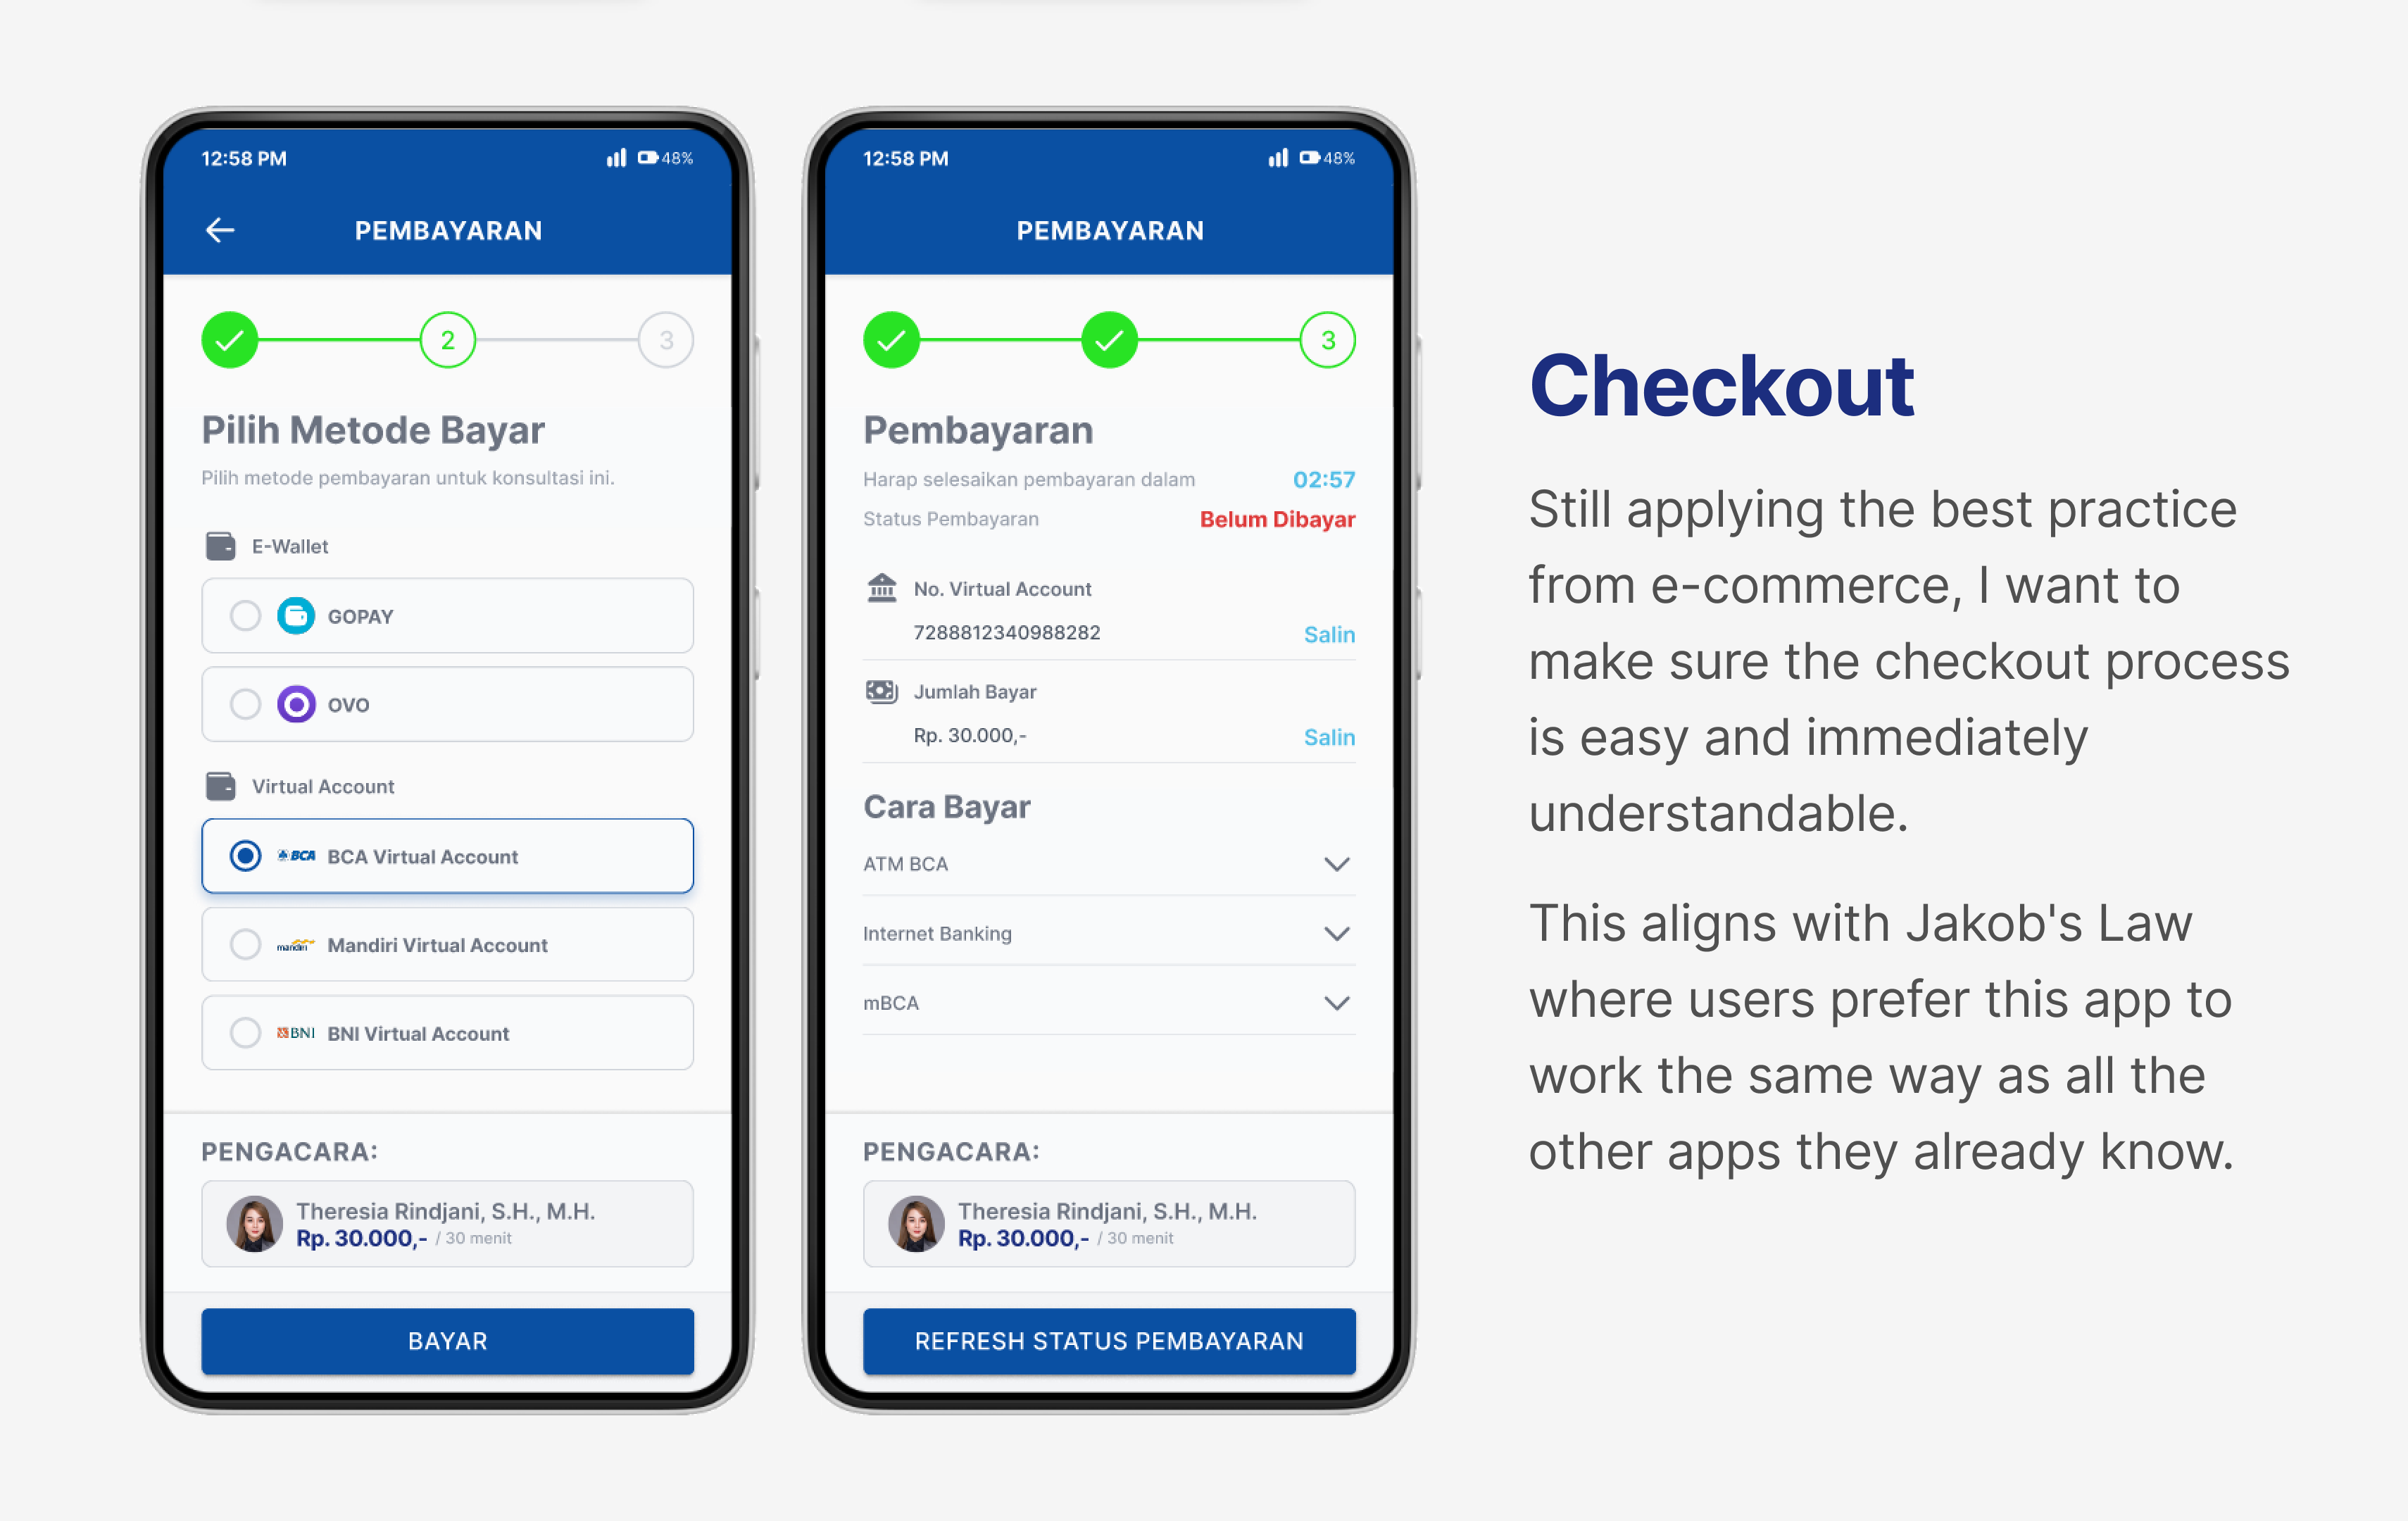 12:58 PM
48%
PEMBAYARAN
2
3
Pilih Metode Bayar
Pilih metode pembayaran untuk konsultasi ini.
E-Wallet
GOPAY
OVO
Virtual Account
BCA BCA Virtual Account
mandiri Mandiri Virtual Account
BNI BNI Virtual Account
PENGACARA:
Theresia Rindjani, S.H., M.H.
Rp. 30.000,- / 30 menit
BAYAR
12:58 PM
48%
PEMBAYARAN
3
Pembayaran
Harap selesaikan pembayaran dalam 02:57
Status Pembayaran Belum Dibayar
No. Virtual Account
7288812340988282 Salin
Jumlah Bayar
Rp. 30.000,- Salin
Cara Bayar
ATM BCA
Internet Banking
mBCA
PENGACARA:
Theresia Rindjani, S.H., M.H.
Rp. 30.000,- / 30 menit
REFRESH STATUS PEMBAYARAN
Checkout
Still applying the best practice
from e-commerce, I want to
make sure the checkout process
is easy and immediately
understandable.
This aligns with Jakob's Law
where users prefer this app to
work the same way as all the
other apps they already know.